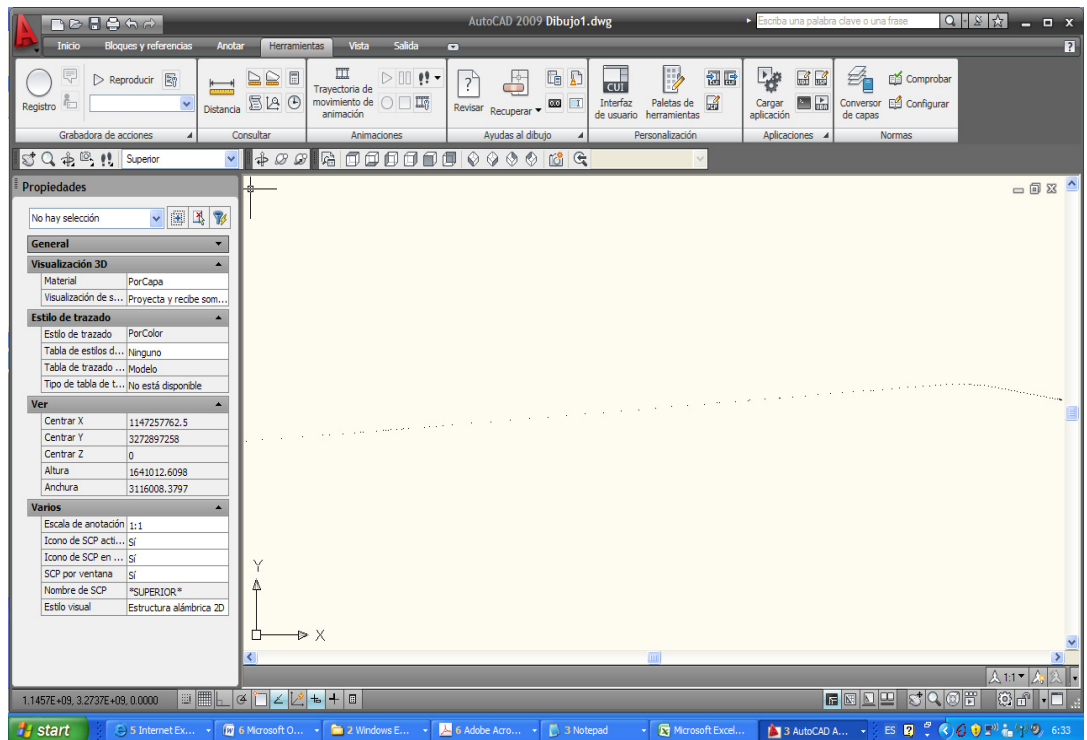 AutoCAD 2009 Dibujo1.dwg
Escriba una palabra clave o una frase
Inicio Bloques y referencias Anotar Herramientas Vista Salida
Registro
Reproducir
Distancia
Trayectoria de movimiento de animación
Revisar
Recuperar
CUI
Interfaz de usuario
Paletas de herramientas
Cargar aplicación
Conversor de capas
Comprobar
Configurar
Grabadora de acciones Consultar Animaciones Ayudas al dibujo Personalización Aplicaciones Normas
Superior
Propiedades
No hay selección
General
Visualización 3D
Material PorCapa
Visualización de s... Proyecta y recibe som...
Estilo de trazado
Estilo de trazado PorColor
Tabla de estilos d... Ninguno
Tabla de trazado ... Modelo
Tipo de tabla de t... No está disponible
Ver
Centrar X 1147257762.5
Centrar Y 3272897258
Centrar Z 0
Altura 1641012.6098
Anchura 3116008.3797
Varios
Escala de anotación 1:1
Icono de SCP acti... Sí
Icono de SCP en ... Sí
SCP por ventana Sí
Nombre de SCP *SUPERIOR*
Estilo visual Estructura alámbrica 2D
Y
X
1:1
1.1457E+09, 3.2737E+09, 0.0000
start 5 Internet Ex... 6 Microsoft O... 2 Windows E... 6 Adobe Acro... 3 Notepad Microsoft Excel... 3 AutoCAD A... ES 6:33